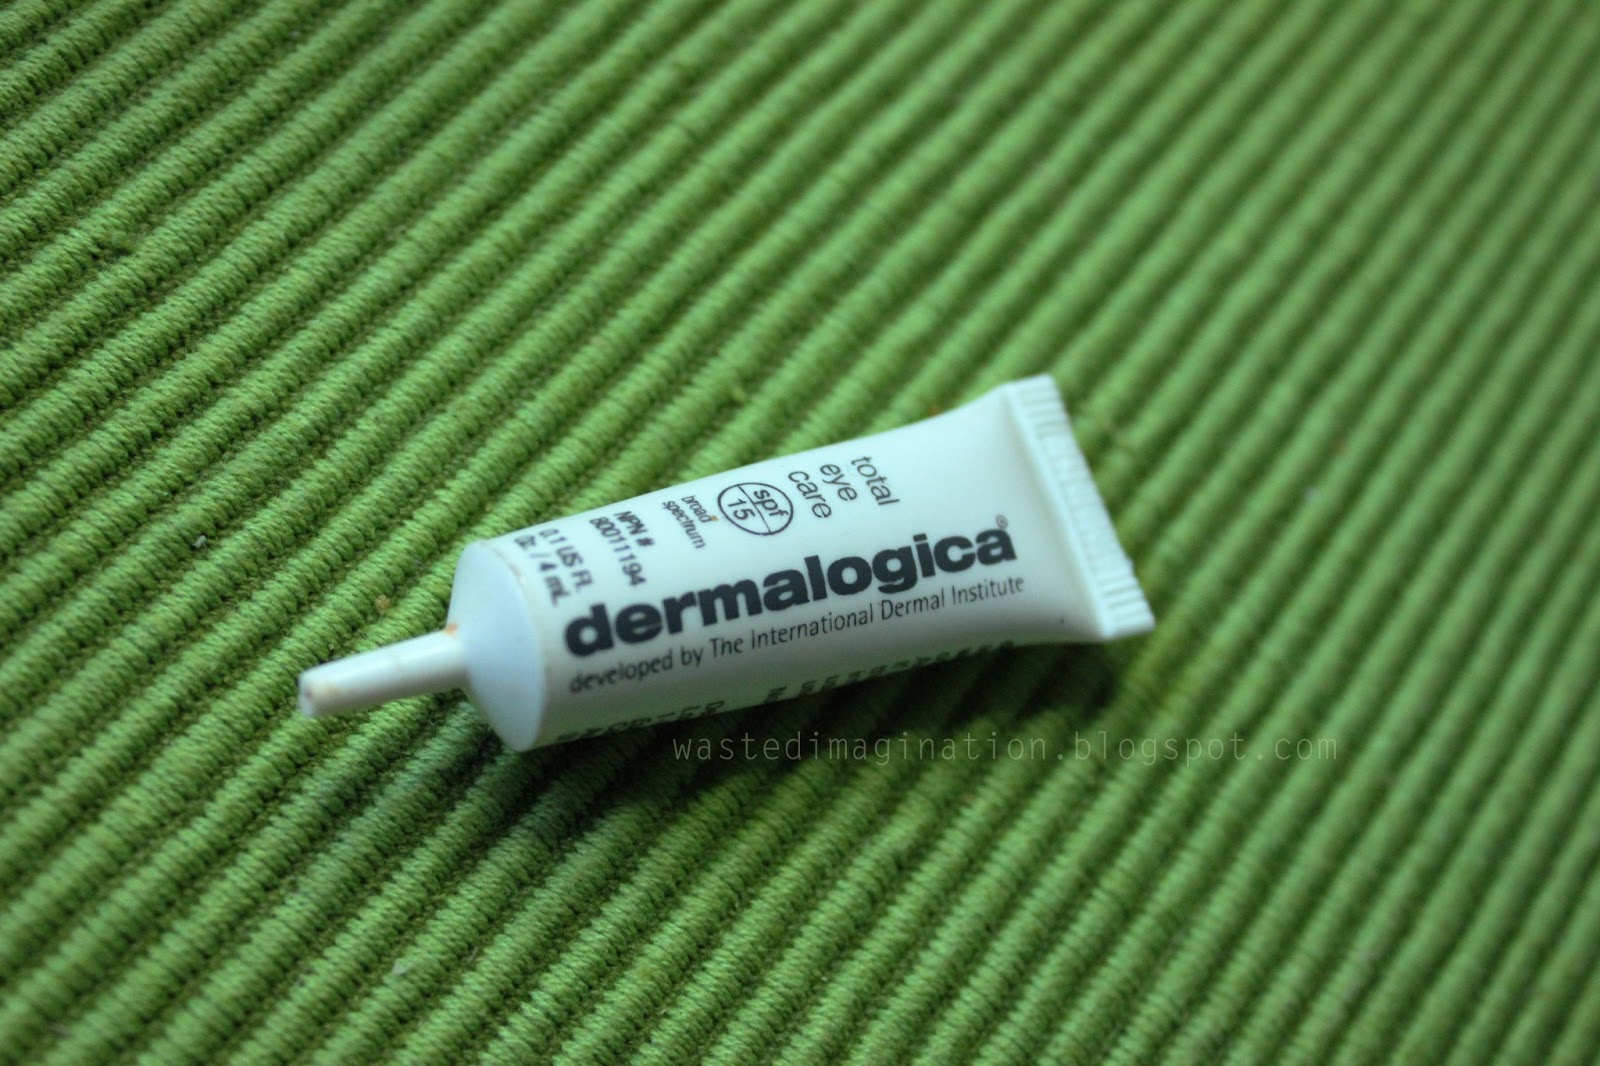 total
eye
care
spf
15
broad
spectrum
NPN #
80011194
0.1 US Fl.
Oz. / 4 mL
dermalogica®
developed by The International Dermal Institute
wastedimagination.blogspot.com